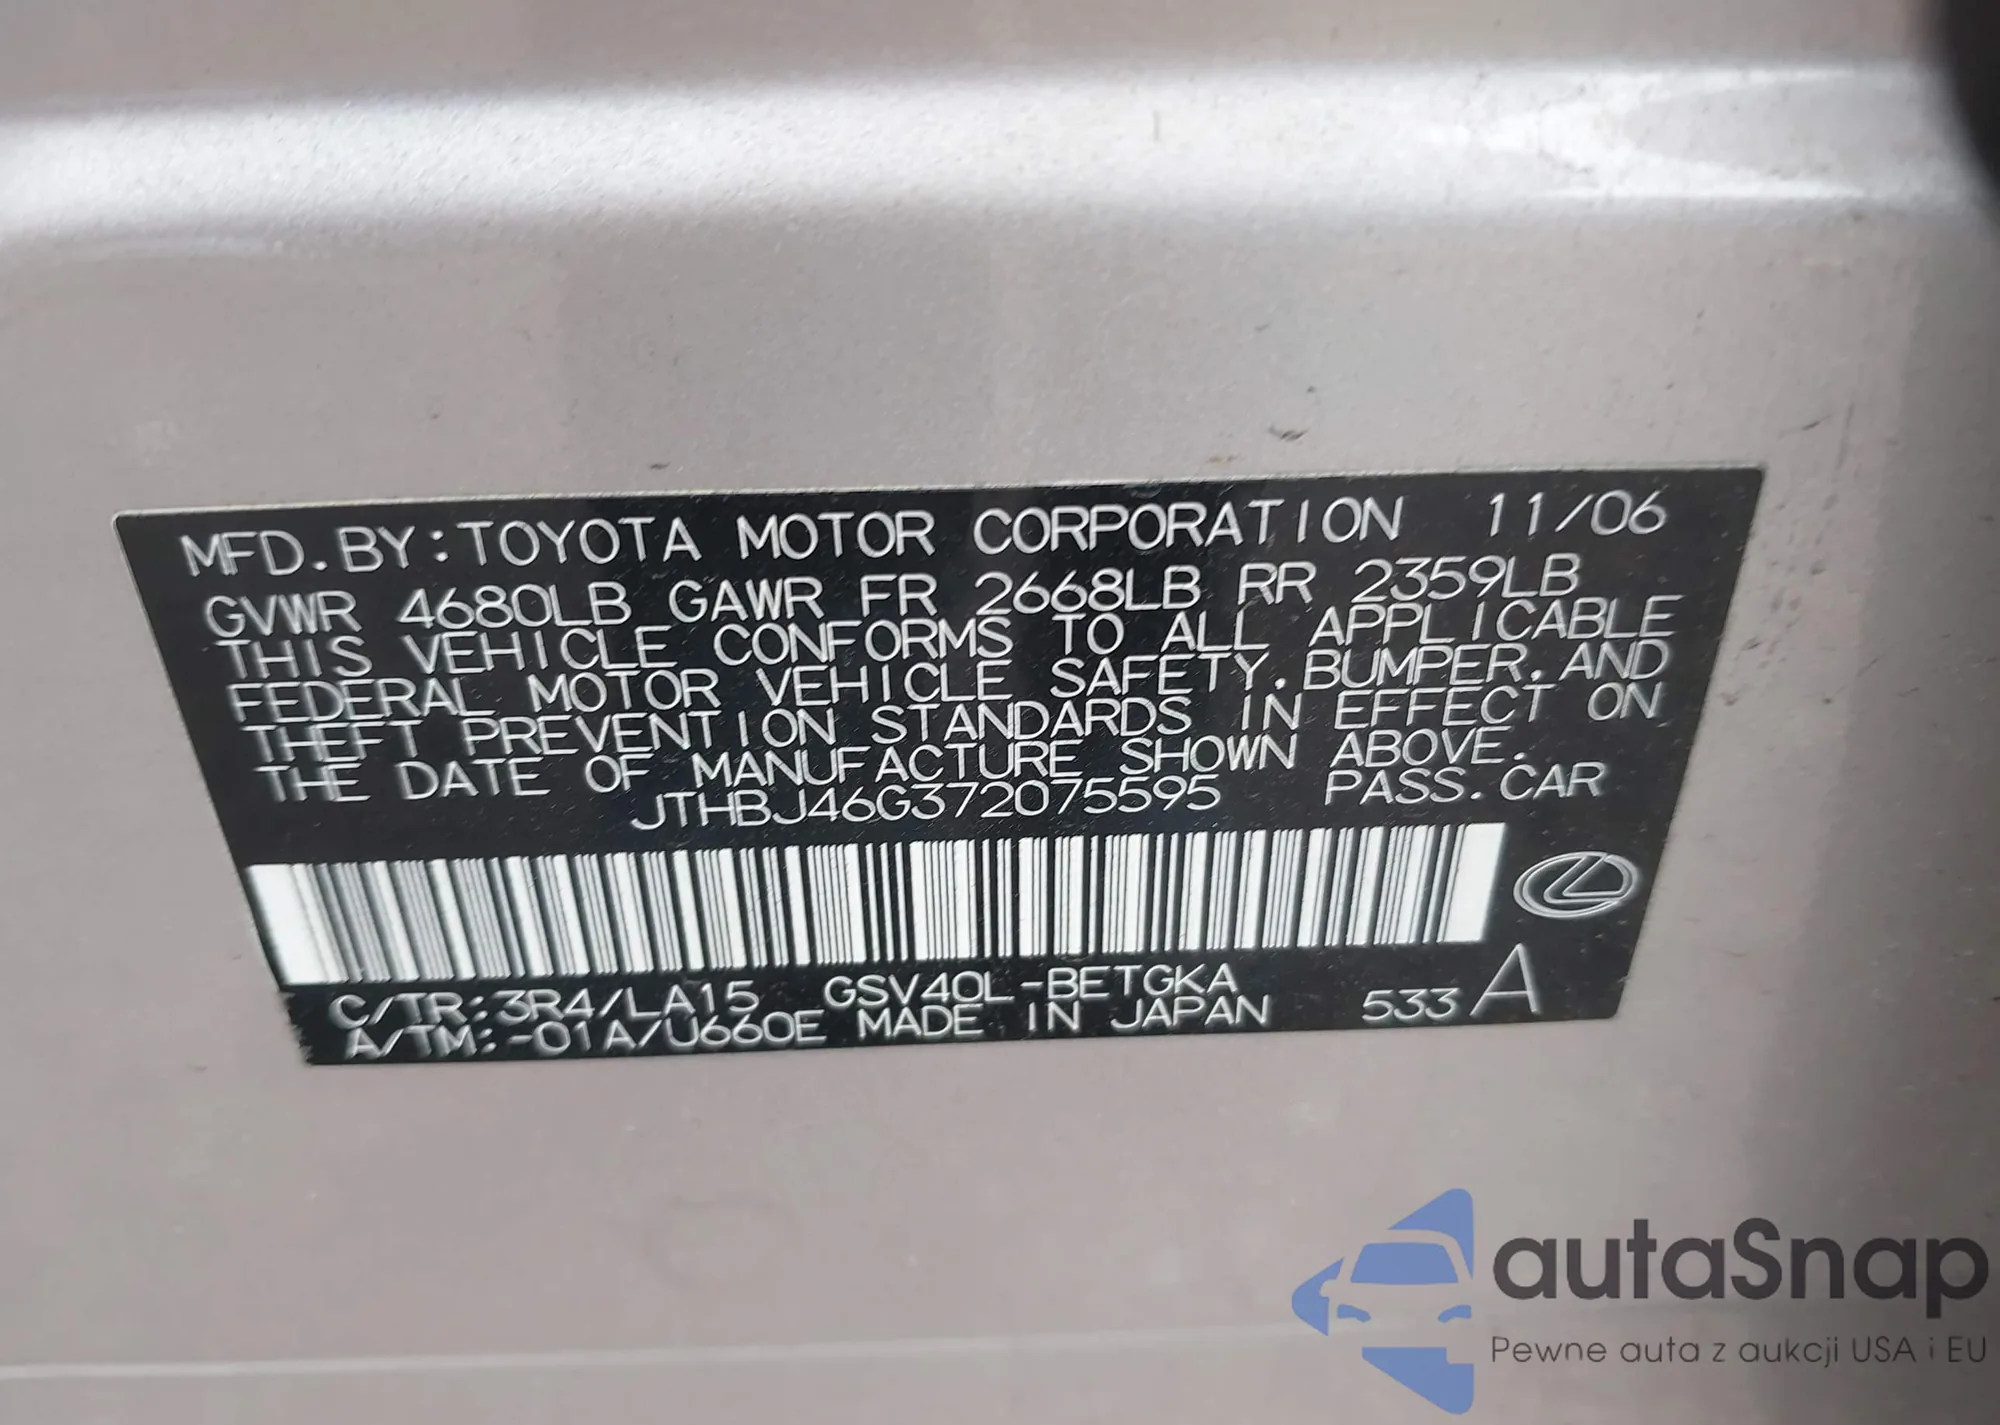 MFD.BY:TOYOTA MOTOR CORPORATION 11/06
GVWR 4680LB GAWR FR 2668LB RR 2359LB
THIS VEHICLE CONFORMS TO ALL APPLICABLE
FEDERAL MOTOR VEHICLE SAFETY,BUMPER,AND
THEFT PREVENTION STANDARDS IN EFFECT ON
THE DATE OF MANUFACTURE SHOWN ABOVE.
JTHBJ46G372075595 PASS.CAR
C/TR:3R4/LA15 GSV40L-BETGKA
A/TM:-01A/U660E MADE IN JAPAN 533 A
autaSnap
Pewne auta z aukcji USA i EU